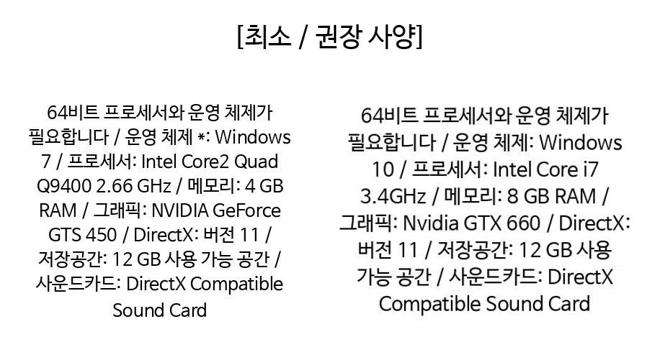 [최소 / 권장 사양]
64비트 프로세서와 운영 체제가
필요합니다 / 운영 체제 *: Windows
7 / 프로세서: Intel Core2 Quad
Q9400 2.66 GHz / 메모리: 4 GB
RAM / 그래픽: NVIDIA GeForce
GTS 450 / DirectX: 버전 11 /
저장공간: 12 GB 사용 가능 공간 /
사운드카드: DirectX Compatible
Sound Card
64비트 프로세서와 운영 체제가
필요합니다 / 운영 체제: Windows
10 / 프로세서: Intel Core i7
3.4GHz / 메모리: 8 GB RAM /
그래픽: Nvidia GTX 660 / DirectX:
버전 11 / 저장공간: 12 GB 사용
가능 공간 / 사운드카드: DirectX
Compatible Sound Card